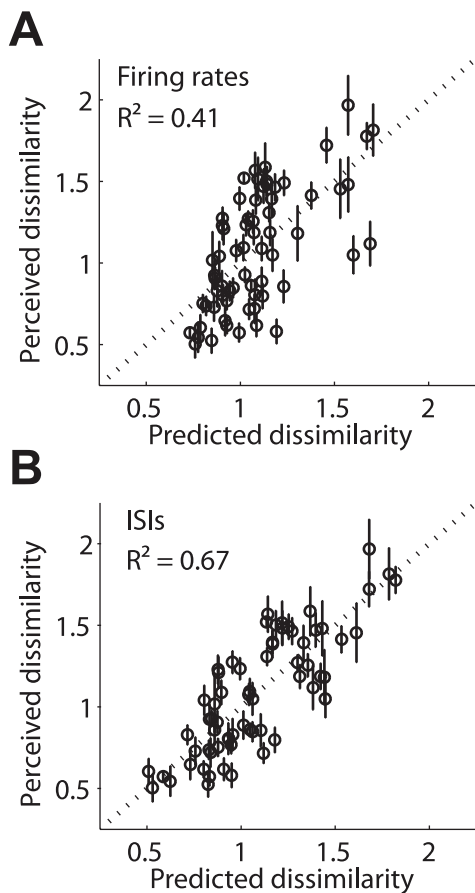 A
Firing rates
R² = 0.41
Perceived dissimilarity
2
1.5
1
0.5
0.5 1 1.5 2
Predicted dissimilarity
B
ISIs
R² = 0.67
Perceived dissimilarity
2
1.5
1
0.5
0.5 1 1.5 2
Predicted dissimilarity